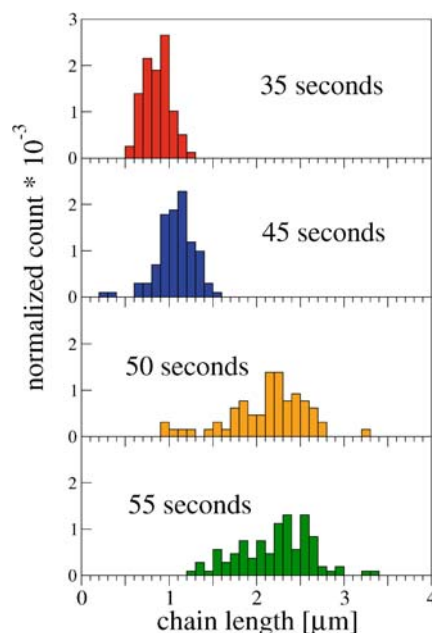 normalized count * 10^-3
3
2
1
0
35 seconds
2
1
0
45 seconds
2
1
0
50 seconds
2
1
0
55 seconds
0 1 2 3 4
chain length [μm]